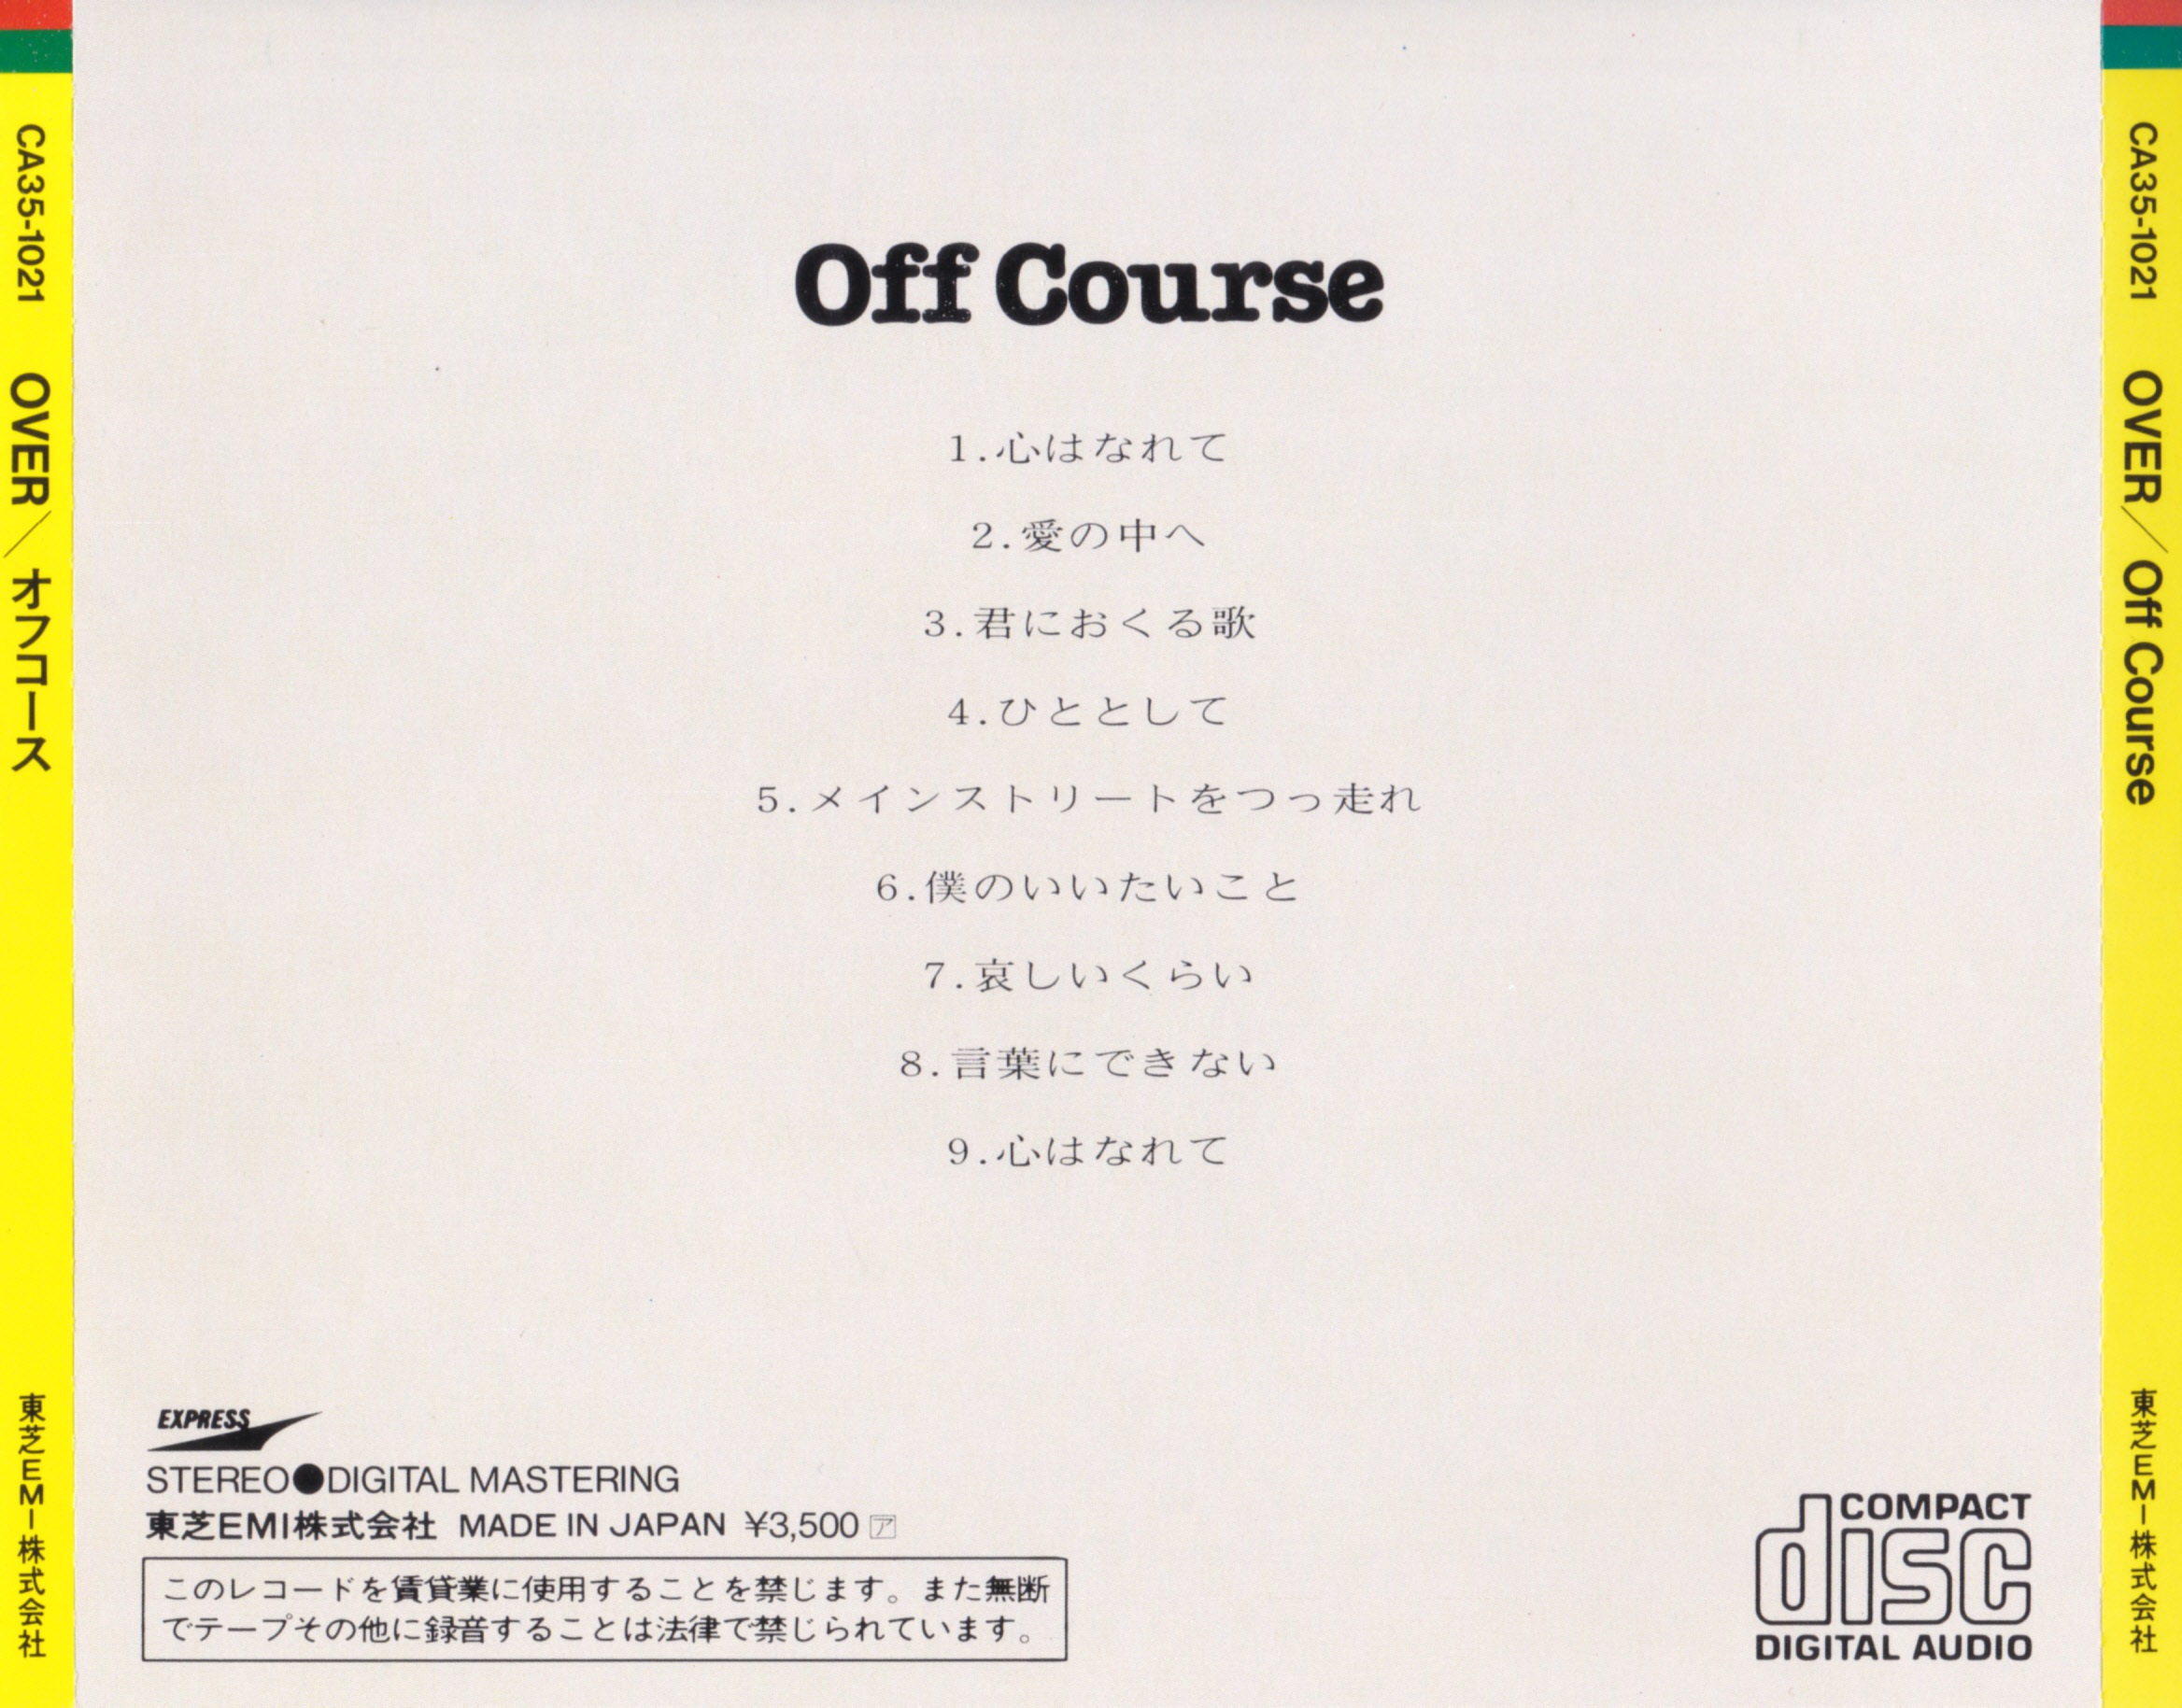 CA35-1021 OVER／オフコース 東芝EMI株式会社
Off Course
1.心はなれて
2.愛の中へ
3.君におくる歌
4.ひととして
5.メインストリートをつっ走れ
6.僕のいいたいこと
7.哀しいくらい
8.言葉にできない
9.心はなれて
EXPRESS
STEREO●DIGITAL MASTERING
東芝EMI株式会社 MADE IN JAPAN ¥3,500 ア
このレコードを賃貸業に使用することを禁じます。また無断
でテープその他に録音することは法律で禁じられています。
COMPACT
disc
DIGITAL AUDIO
CA35-1021 OVER／Off Course 東芝EMI株式会社